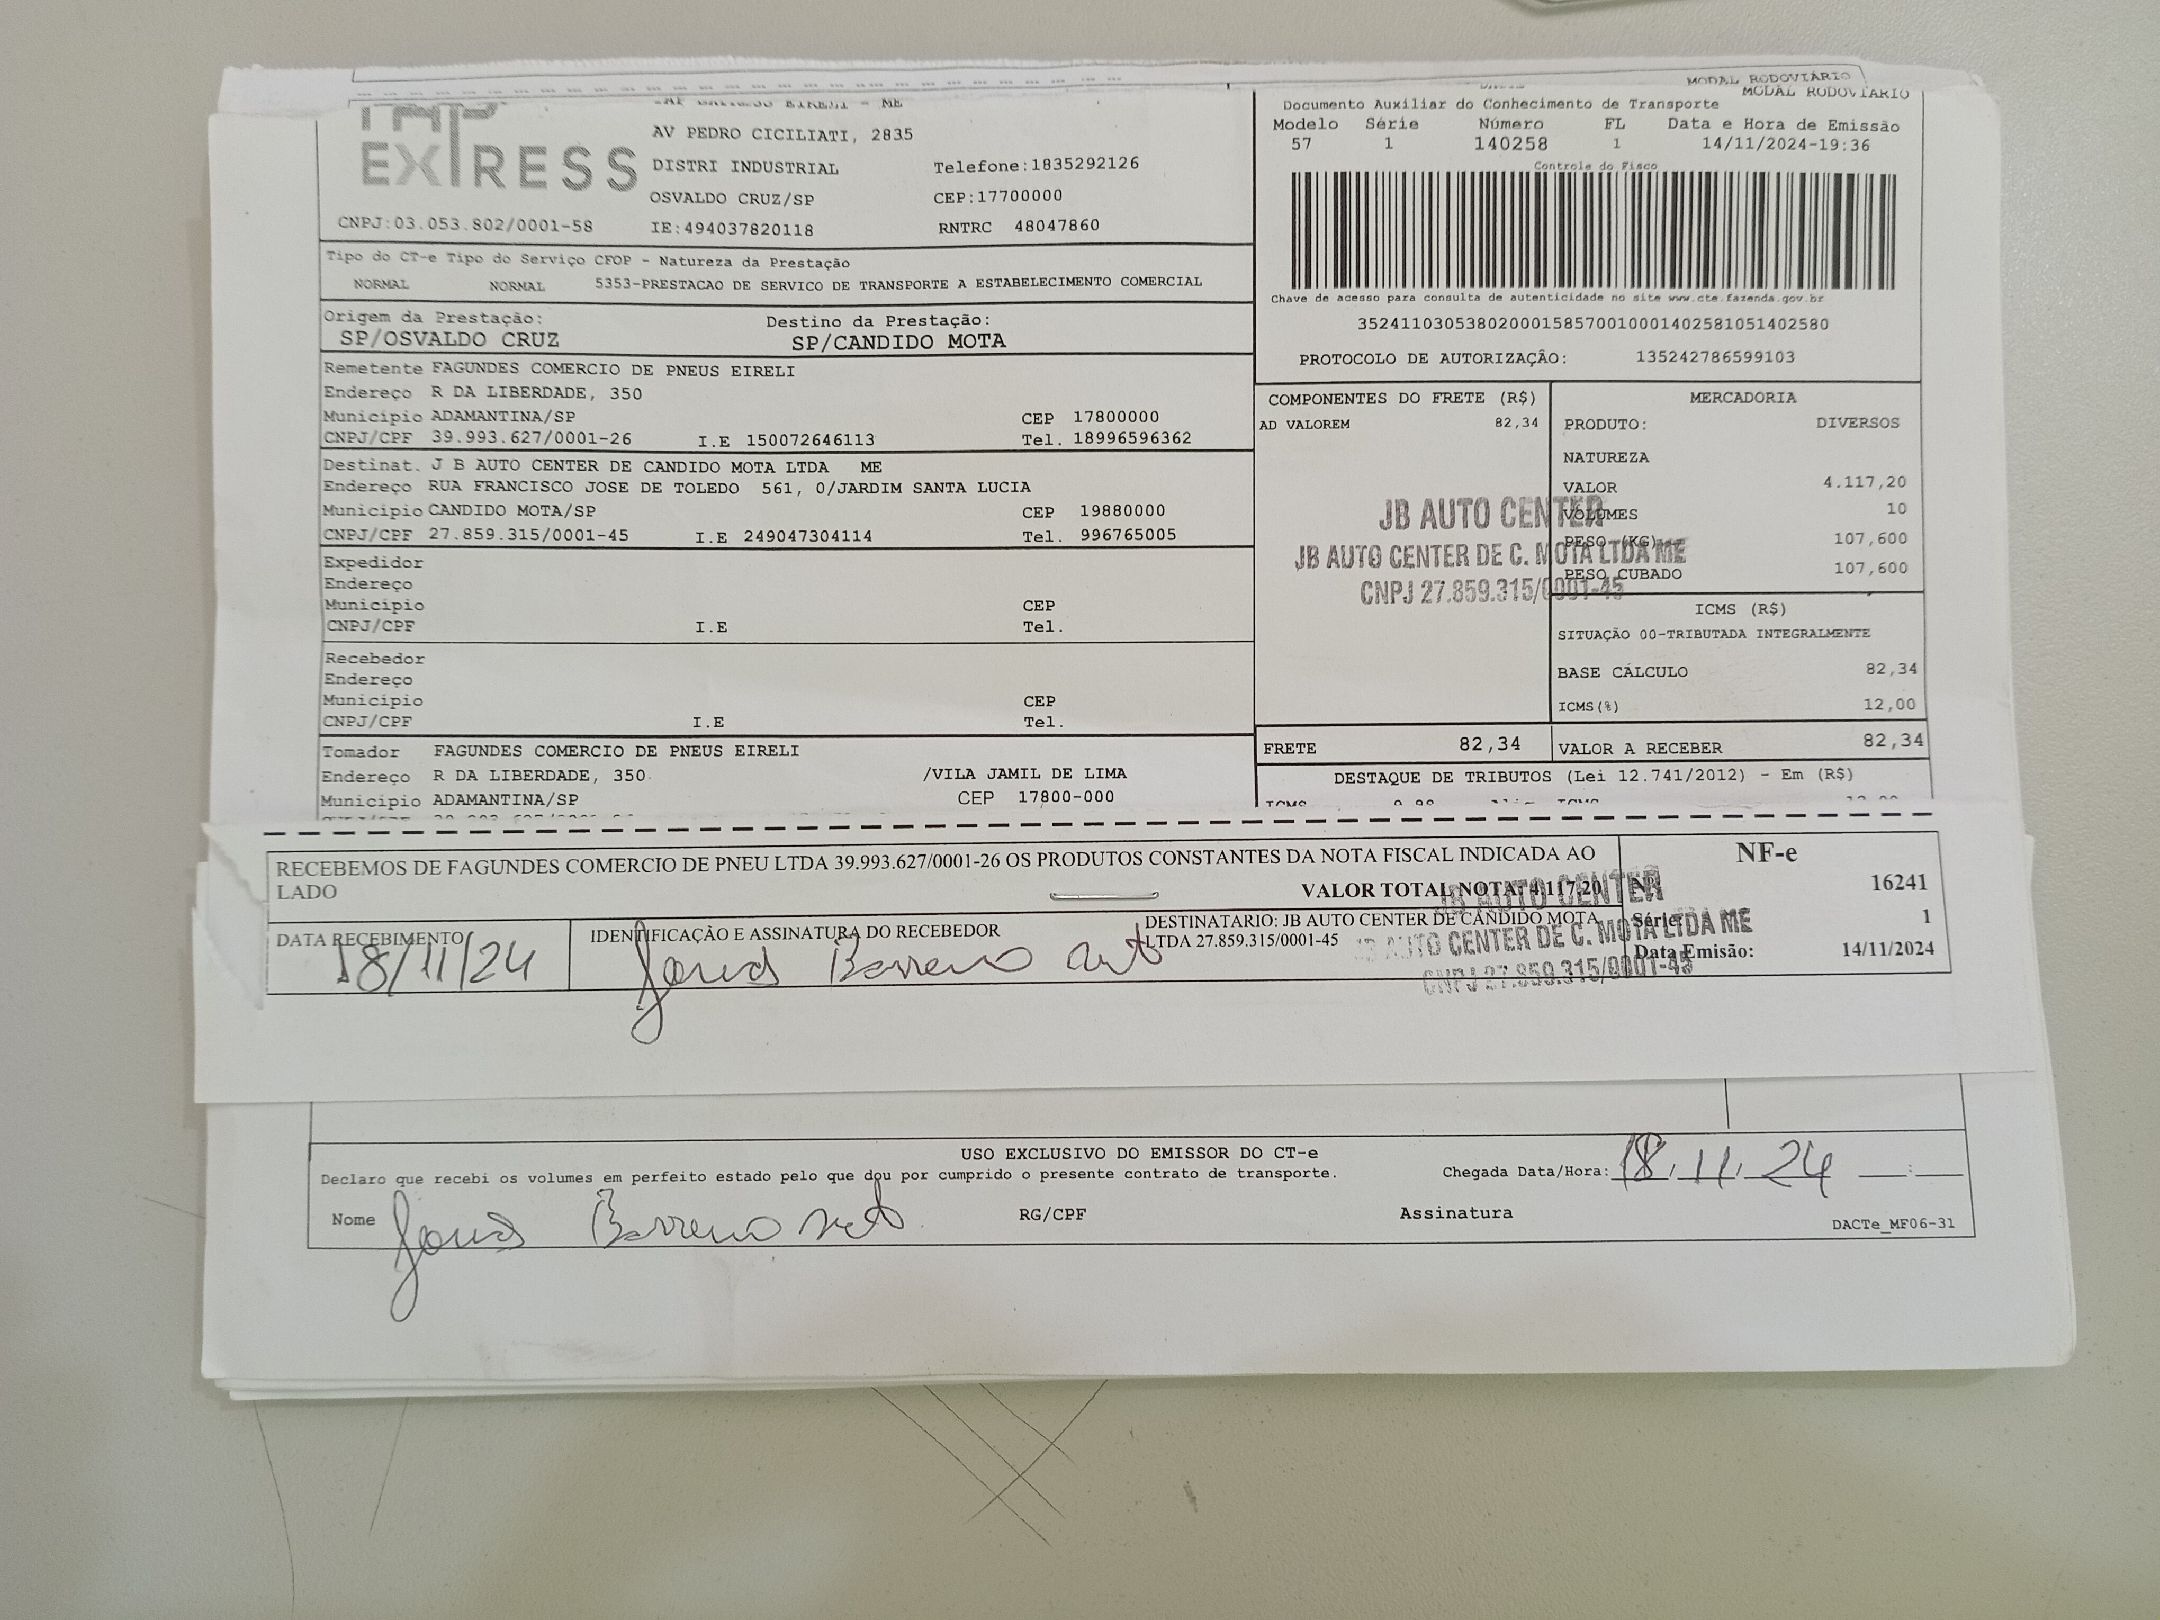 MODAL RODOVIÁRIO
MODAL RODOVIÁRIO
EXPRESS
AV PEDRO CICILIATI, 2835
DISTRI INDUSTRIAL Telefone:1835292126
OSVALDO CRUZ/SP CEP:17700000
CNPJ:03.053.802/0001-58 IE:494037820118 RNTRC 48047860
Documento Auxiliar do Conhecimento de Transporte
Modelo Série Número FL Data e Hora de Emissão
57 1 140258 1 14/11/2024-19:36
Controle do Fisco
Chave de acesso para consulta de autenticidade no site www.cte.fazenda.gov.br
35241103053802000158570010001402581051402580
PROTOCOLO DE AUTORIZAÇÃO: 135242786599103
Tipo do CT-e Tipo do Serviço CFOP - Natureza da Prestação
NORMAL NORMAL 5353-PRESTACAO DE SERVICO DE TRANSPORTE A ESTABELECIMENTO COMERCIAL
Origem da Prestação: Destino da Prestação:
SP/OSVALDO CRUZ SP/CANDIDO MOTA
Remetente FAGUNDES COMERCIO DE PNEUS EIRELI
Endereço R DA LIBERDADE, 350
Município ADAMANTINA/SP CEP 17800000
CNPJ/CPF 39.993.627/0001-26 I.E 150072646113 Tel. 18996596362
Destinat. J B AUTO CENTER DE CANDIDO MOTA LTDA ME
Endereço RUA FRANCISCO JOSE DE TOLEDO 561, 0/JARDIM SANTA LUCIA
Município CANDIDO MOTA/SP CEP 19880000
CNPJ/CPF 27.859.315/0001-45 I.E 249047304114 Tel. 996765005
Expedidor
Endereço
Município CEP
CNPJ/CPF I.E Tel.
Recebedor
Endereço
Município CEP
CNPJ/CPF I.E Tel.
Tomador FAGUNDES COMERCIO DE PNEUS EIRELI
Endereço R DA LIBERDADE, 350 /VILA JAMIL DE LIMA
Município ADAMANTINA/SP CEP 17800-000
COMPONENTES DO FRETE (R$)
AD VALOREM 82,34
MERCADORIA
PRODUTO: DIVERSOS
NATUREZA
VALOR 4.117,20
VOLUMES 10
PESO (KG) 107,600
PESO CUBADO 107,600
JB AUTO CENTER
JB AUTO CENTER DE C. MOTA LTDA ME
CNPJ 27.859.315/0001-45
ICMS (R$)
SITUAÇÃO 00-TRIBUTADA INTEGRALMENTE
BASE CÁLCULO 82,34
ICMS(%) 12,00
FRETE 82,34 VALOR A RECEBER 82,34
DESTAQUE DE TRIBUTOS (Lei 12.741/2012) - Em (R$)
RECEBEMOS DE FAGUNDES COMERCIO DE PNEU LTDA 39.993.627/0001-26 OS PRODUTOS CONSTANTES DA NOTA FISCAL INDICADA AO
LADO
VALOR TOTAL NOTA: 4.117,20
DATA RECEBIMENTO
18/11/24
IDENTIFICAÇÃO E ASSINATURA DO RECEBEDOR
DESTINATARIO: JB AUTO CENTER DE CANDIDO MOTA
LTDA 27.859.315/0001-45
NF-e
Nº 16241
Série 1
Data Emisão: 14/11/2024
JB AUTO CENTER
JB AUTO CENTER DE C. MOTA LTDA ME
CNPJ 27.859.315/0001-45
USO EXCLUSIVO DO EMISSOR DO CT-e
Declaro que recebi os volumes em perfeito estado pelo que dou por cumprido o presente contrato de transporte. Chegada Data/Hora: 18/11/24 :
Nome RG/CPF Assinatura DACTe_MF06-31